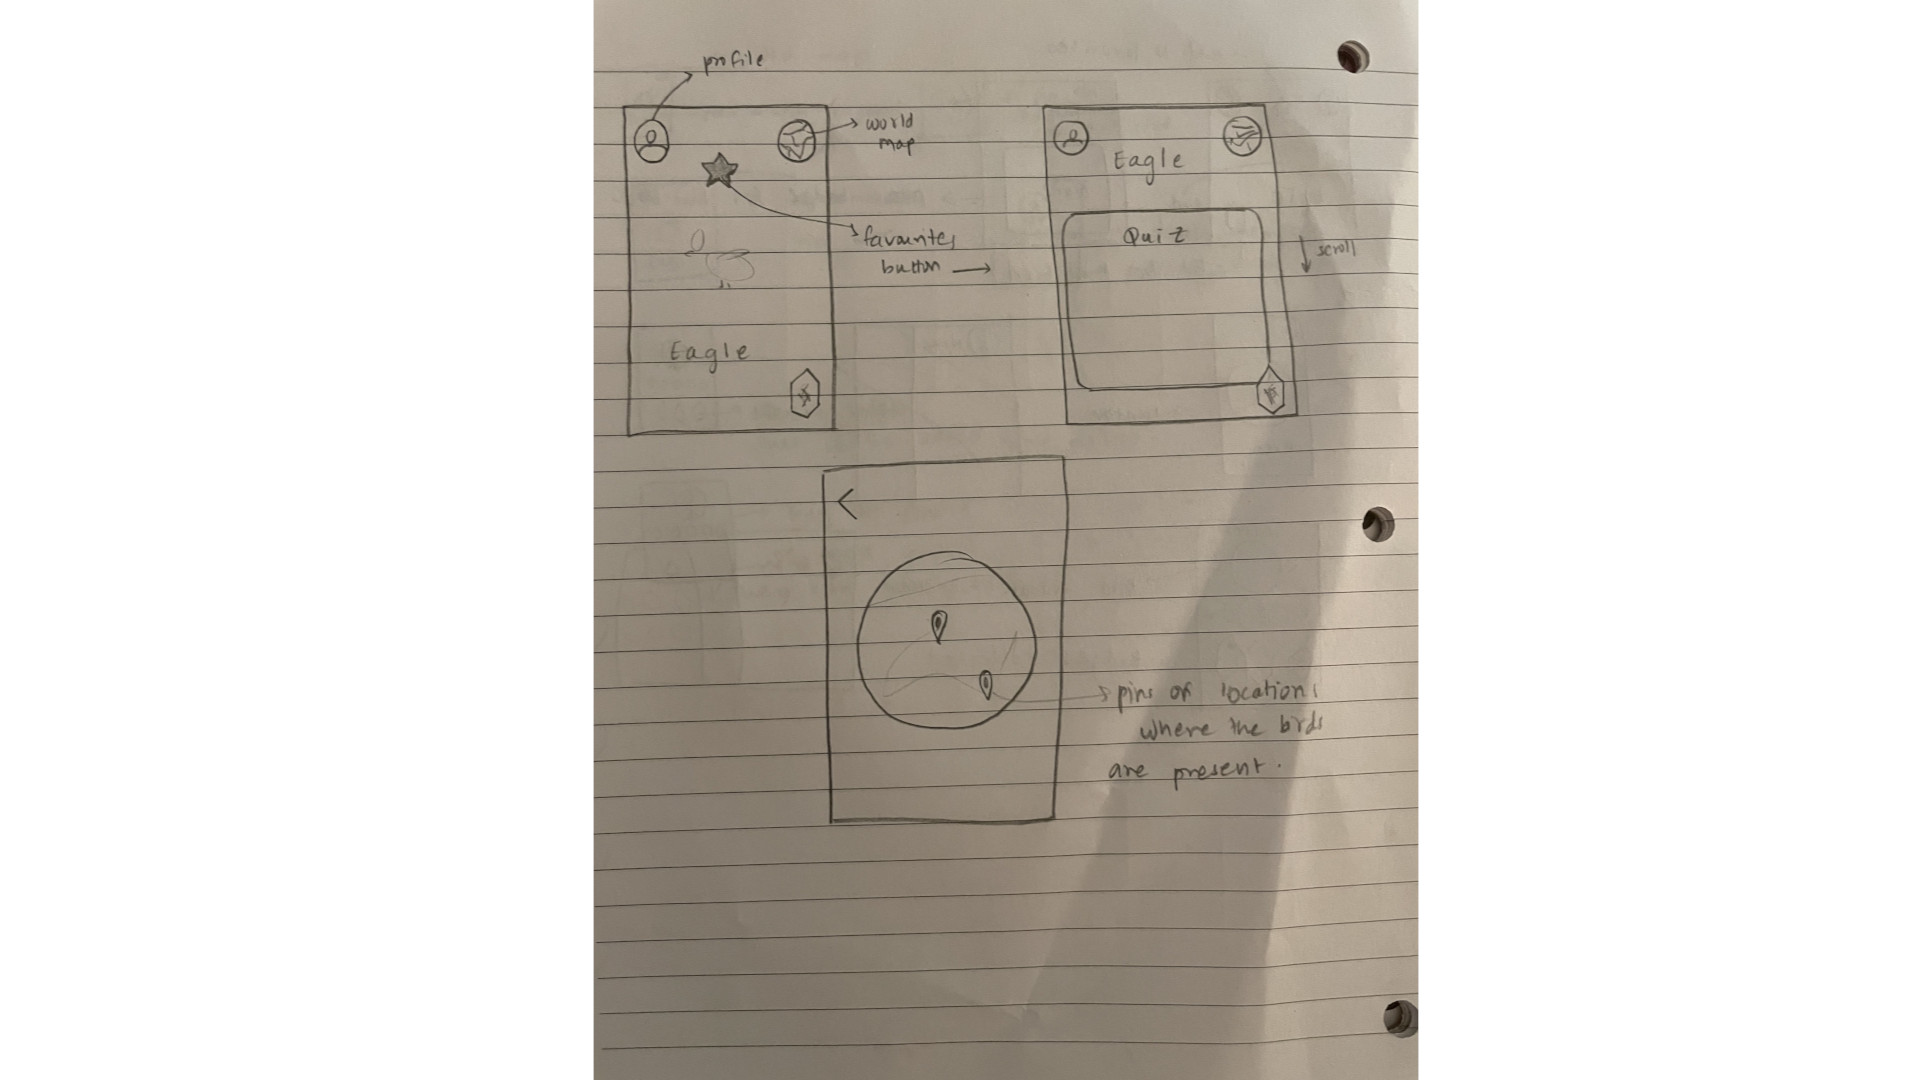 profile
world
map
favourites
button
Eagle
Eagle
Quiz
scroll
pins of locations
where the birds
are present.